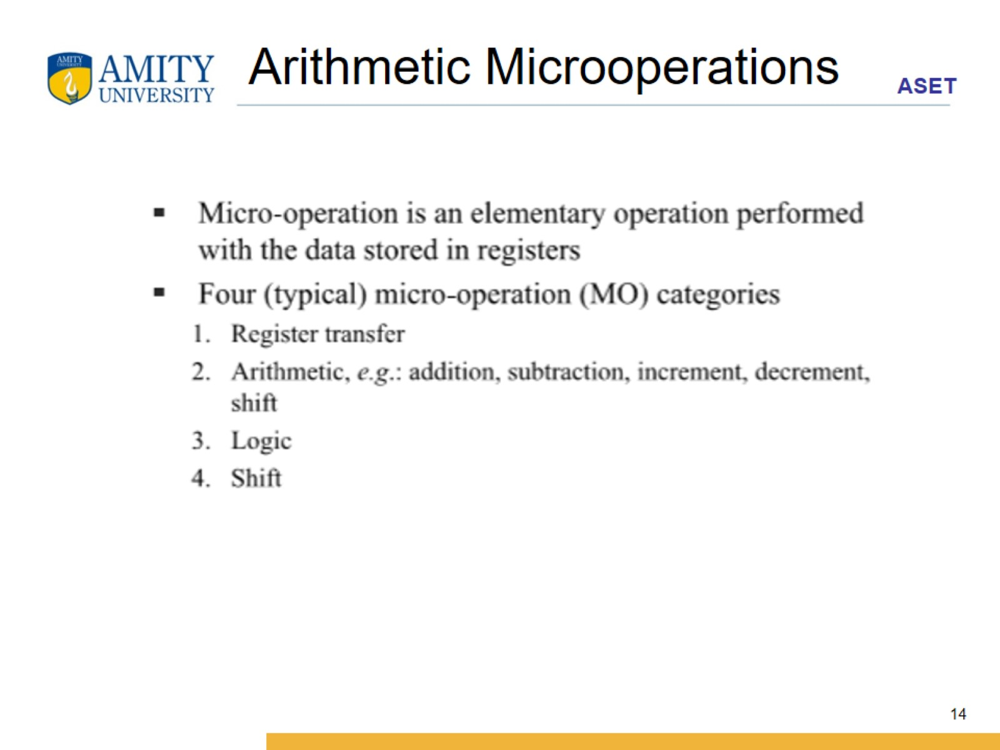 AMITY
UNIVERSITY
AMITY
UNIVERSITY
Arithmetic Microoperations
ASET
▪ Micro-operation is an elementary operation performed
with the data stored in registers
▪ Four (typical) micro-operation (MO) categories
1. Register transfer
2. Arithmetic, e.g.: addition, subtraction, increment, decrement,
shift
3. Logic
4. Shift
14